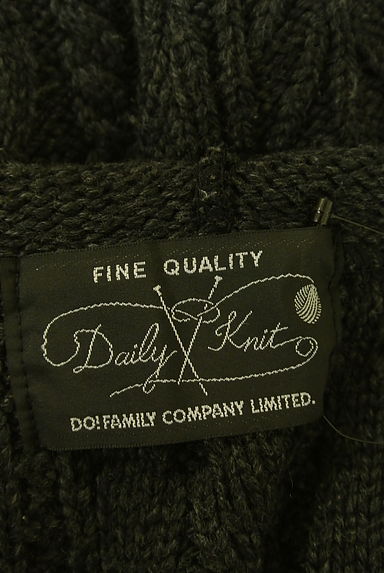 FINE QUALITY
Daily Knit
DO!FAMILY COMPANY LIMITED.